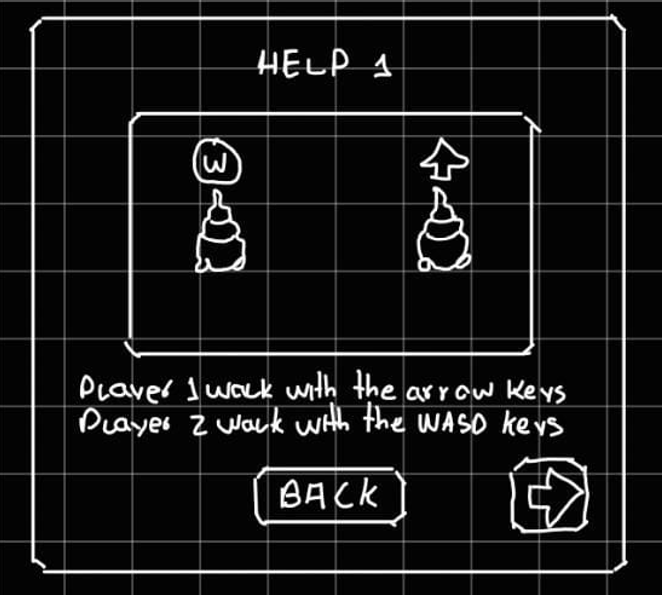 HELP 1
W
Player 1 walk with the arrow keys
Player 2 walk with the WASD keys
BACK